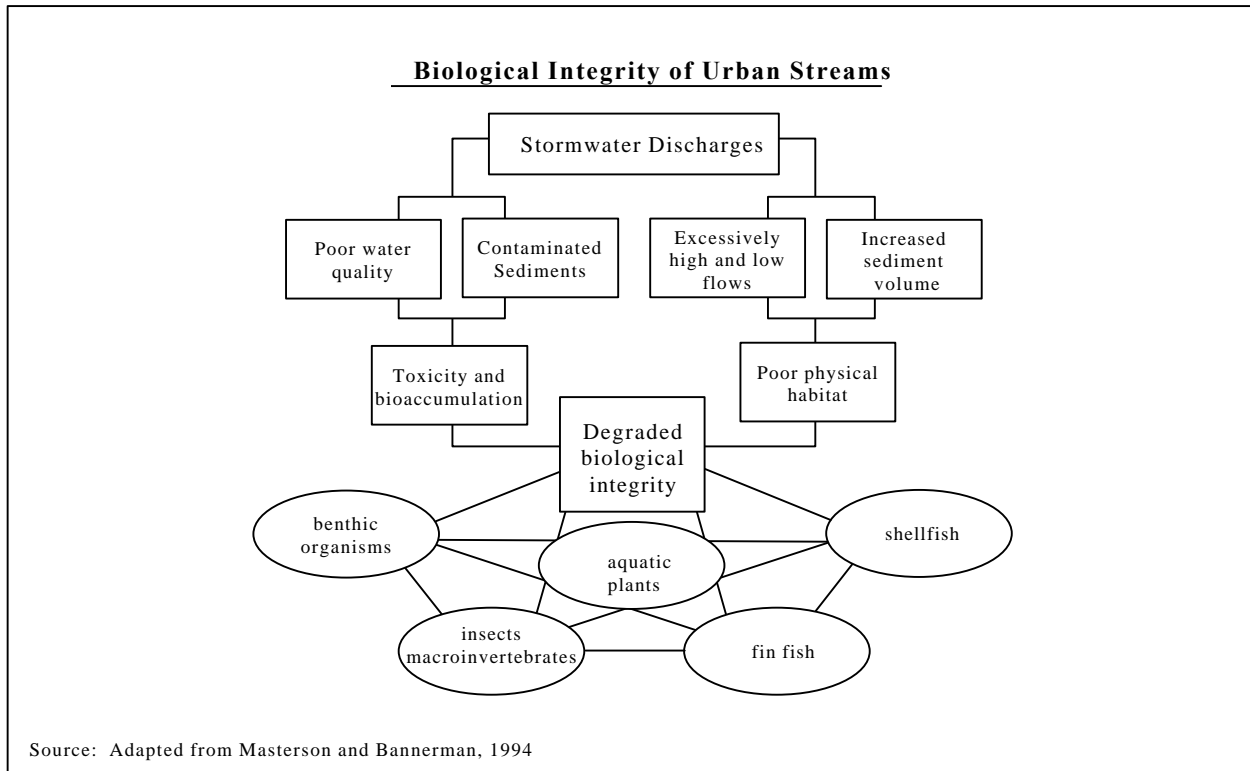 Biological Integrity of Urban Streams
Stormwater Discharges
Poor water
quality
Contaminated
Sediments
Excessively
high and low
flows
Increased
sediment
volume
Toxicity and
bioaccumulation
Poor physical
habitat
Degraded
biological
integrity
benthic
organisms
aquatic
plants
shellfish
insects
macroinvertebrates
fin fish
Source: Adapted from Masterson and Bannerman, 1994